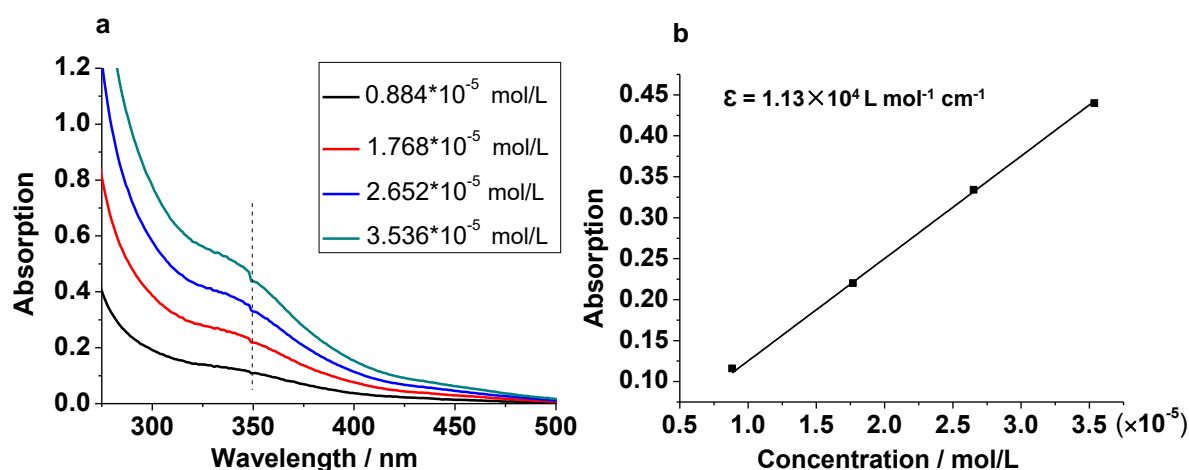 a
1.2
1.0
0.8
0.6
0.4
0.2
0.0
Absorption
0.884*10⁻⁵ mol/L
1.768*10⁻⁵ mol/L
2.652*10⁻⁵ mol/L
3.536*10⁻⁵ mol/L
300 350 400 450 500
Wavelength / nm
b
ε = 1.13×10⁴ L mol⁻¹ cm⁻¹
0.45
0.40
0.35
0.30
0.25
0.20
0.15
0.10
Absorption
0.5 1.0 1.5 2.0 2.5 3.0 3.5 (×10⁻⁵)
Concentration / mol/L